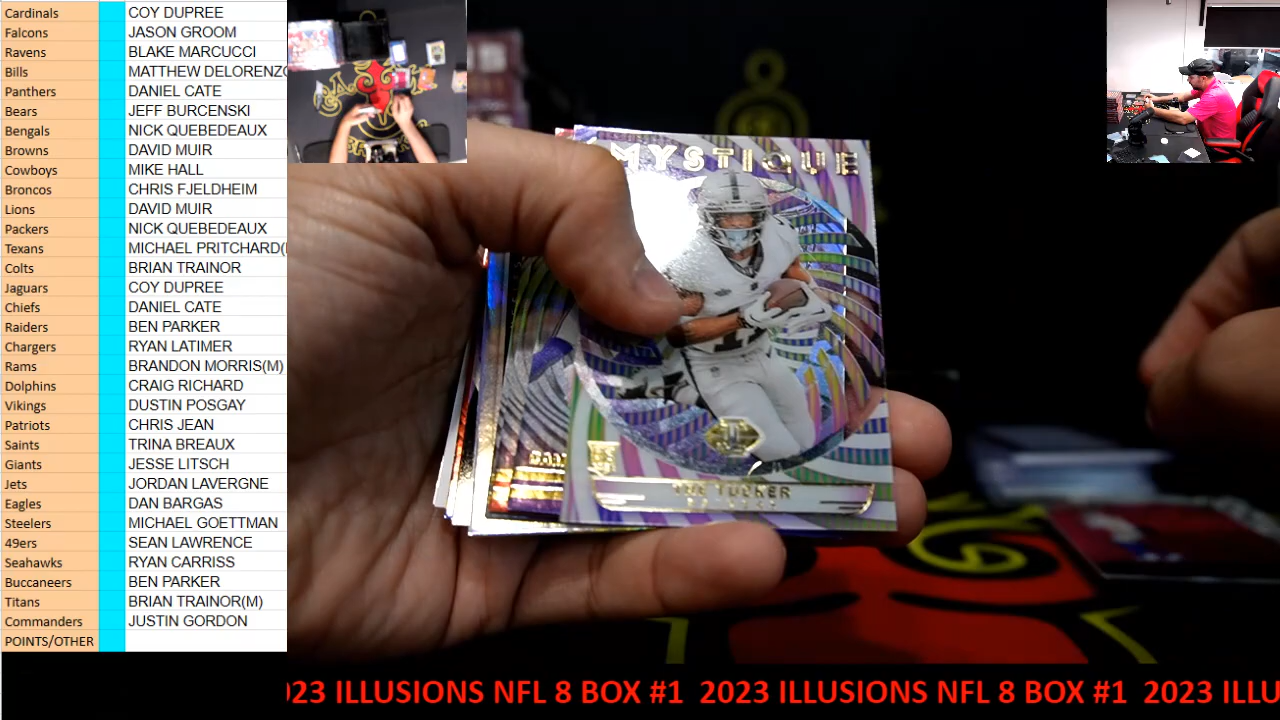 Cardinals COY DUPREE
Falcons JASON GROOM
Ravens BLAKE MARCUCCI
Bills MATTHEW DELORENZO
Panthers DANIEL CATE
Bears JEFF BURCENSKI
Bengals NICK QUEBEDEAUX
Browns DAVID MUIR
Cowboys MIKE HALL
Broncos CHRIS FJELDHEIM
Lions DAVID MUIR
Packers NICK QUEBEDEAUX
Texans MICHAEL PRITCHARD(
Colts BRIAN TRAINOR
Jaguars COY DUPREE
Chiefs DANIEL CATE
Raiders BEN PARKER
Chargers RYAN LATIMER
Rams BRANDON MORRIS(M)
Dolphins CRAIG RICHARD
Vikings DUSTIN POSGAY
Patriots CHRIS JEAN
Saints TRINA BREAUX
Giants JESSE LITSCH
Jets JORDAN LAVERGNE
Eagles DAN BARGAS
Steelers MICHAEL GOETTMAN
49ers SEAN LAWRENCE
Seahawks RYAN CARRISS
Buccaneers BEN PARKER
Titans BRIAN TRAINOR(M)
Commanders JUSTIN GORDON
POINTS/OTHER
MYSTIQUE
TRE TUCKER
RAIDERS
023 ILLUSIONS NFL 8 BOX #1 2023 ILLUSIONS NFL 8 BOX #1 2023 ILLU